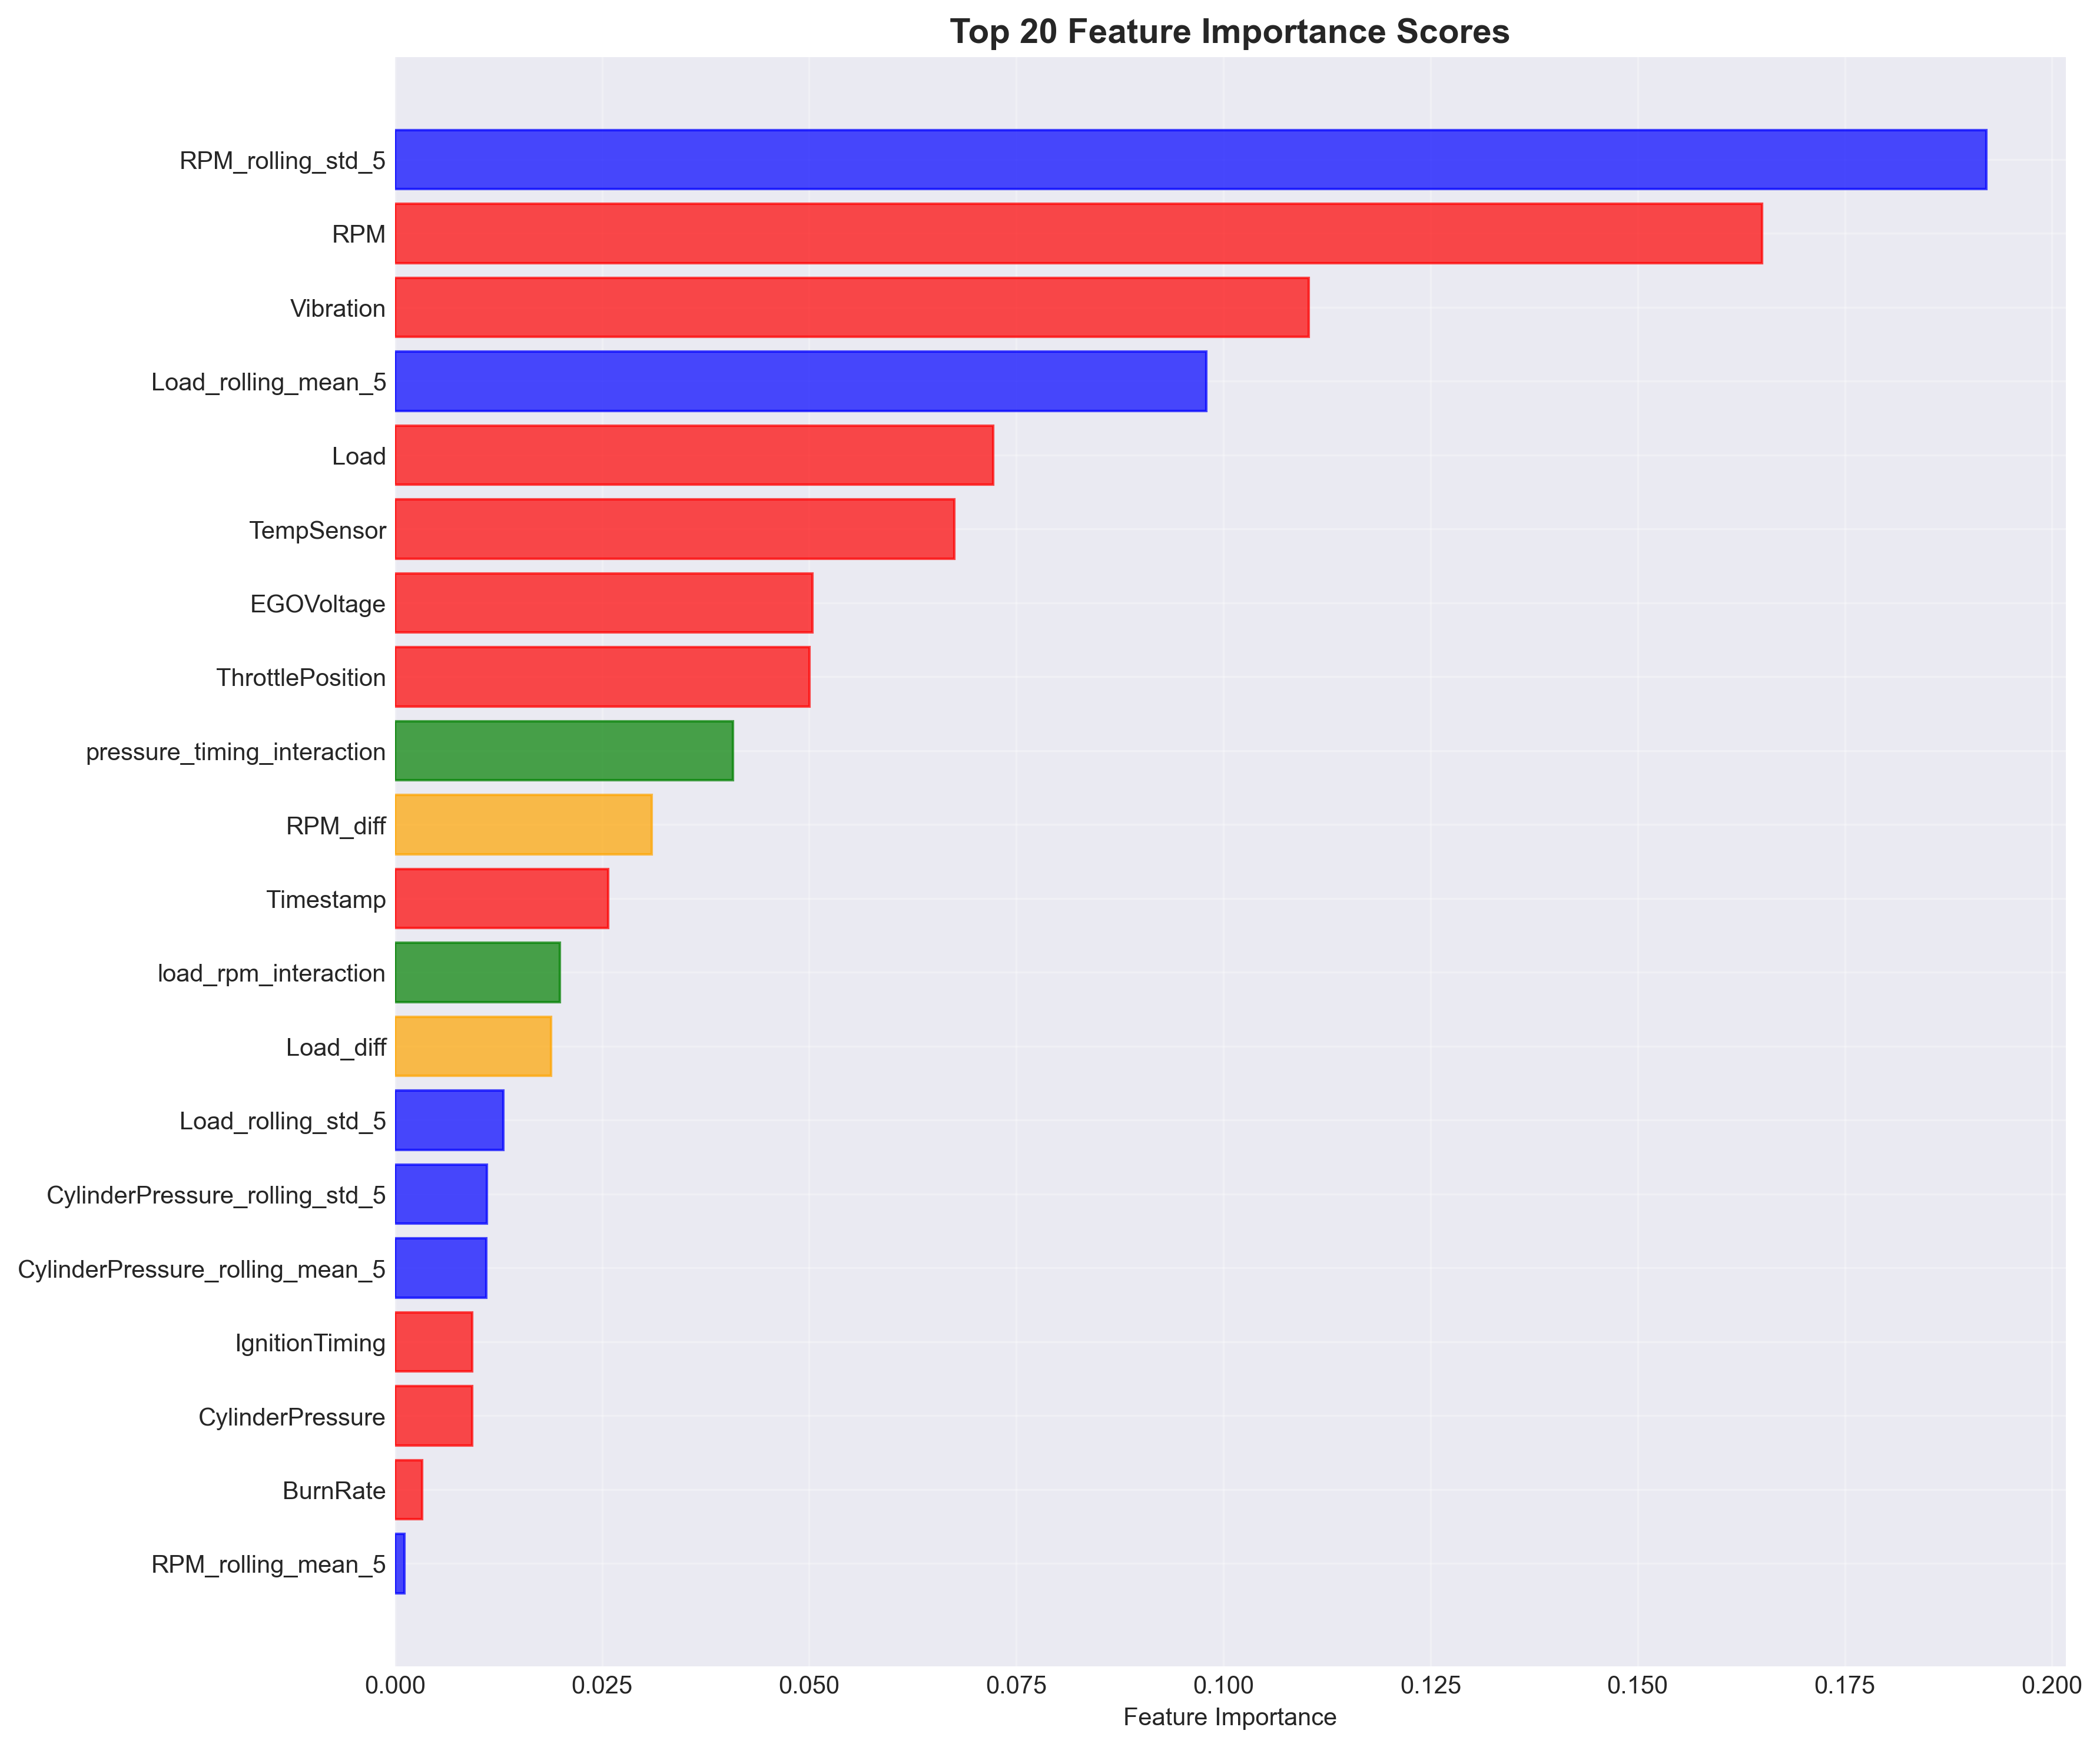 Top 20 Feature Importance Scores
RPM_rolling_std_5
RPM
Vibration
Load_rolling_mean_5
Load
TempSensor
EGOVoltage
ThrottlePosition
pressure_timing_interaction
RPM_diff
Timestamp
load_rpm_interaction
Load_diff
Load_rolling_std_5
CylinderPressure_rolling_std_5
CylinderPressure_rolling_mean_5
IgnitionTiming
CylinderPressure
BurnRate
RPM_rolling_mean_5
0.000 0.025 0.050 0.075 0.100 0.125 0.150 0.175 0.200
Feature Importance